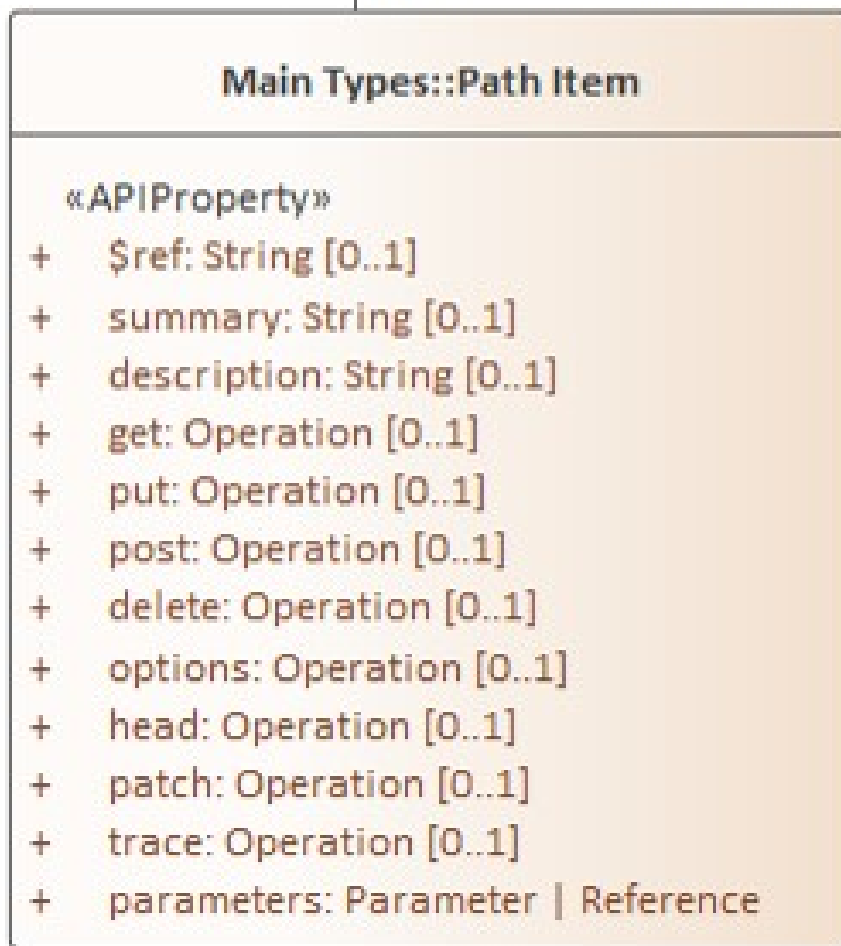 Main Types::Path Item
«APIProperty»
+ $ref: String [0..1]
+ summary: String [0..1]
+ description: String [0..1]
+ get: Operation [0..1]
+ put: Operation [0..1]
+ post: Operation [0..1]
+ delete: Operation [0..1]
+ options: Operation [0..1]
+ head: Operation [0..1]
+ patch: Operation [0..1]
+ trace: Operation [0..1]
+ parameters: Parameter | Reference